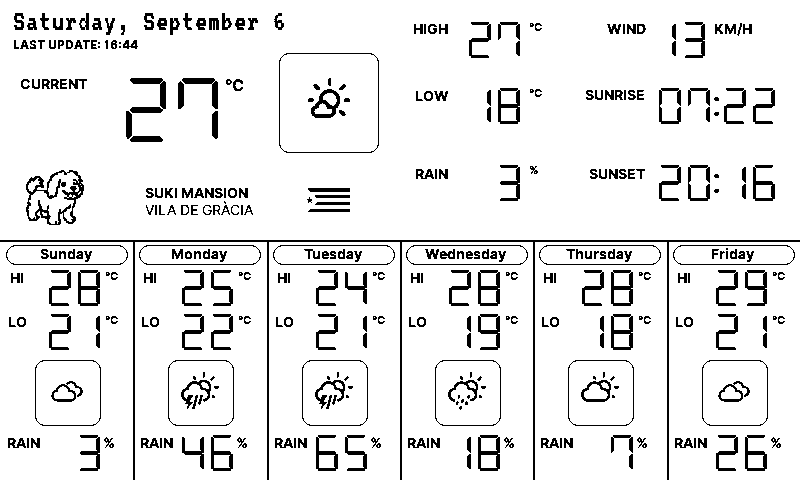 Saturday, September 6
LAST UPDATE: 16:44
CURRENT 27 °C
HIGH 27 °C
WIND 13 KM/H
LOW 18 °C
SUNRISE 07:22
RAIN 3 %
SUNSET 20:16
SUKI MANSION
VILA DE GRÀCIA
Sunday
HI 28 °C
LO 21 °C
RAIN 3 %
Monday
HI 25 °C
LO 22 °C
RAIN 46 %
Tuesday
HI 24 °C
LO 21 °C
RAIN 65 %
Wednesday
HI 28 °C
LO 19 °C
RAIN 18 %
Thursday
HI 28 °C
LO 18 °C
RAIN 7 %
Friday
HI 29 °C
LO 21 °C
RAIN 26 %